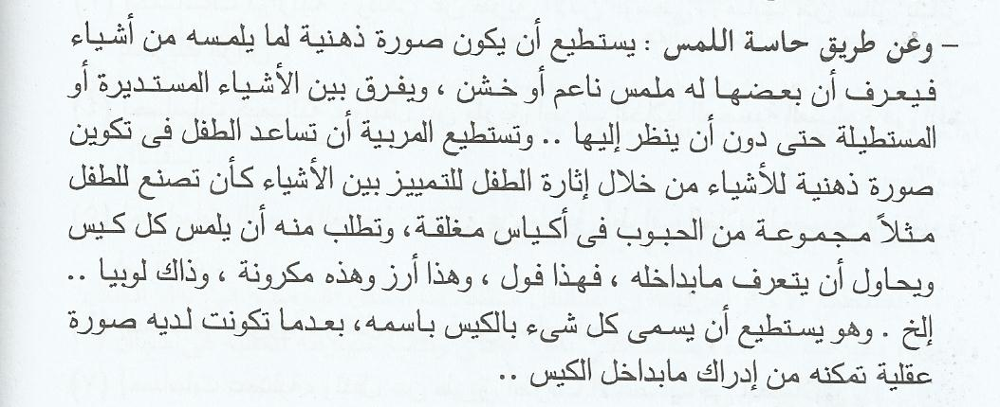 – وعن طريق حاسة اللمس : يستطيع أن يكون صورة ذهنية لما يلمسه من أشياء
فيعرف أن بعضها له ملمس ناعم أو خشن ، ويفرق بين الأشياء المستديرة أو
المستطيلة حتى دون أن ينظر إليها .. وتستطيع المربية أن تساعد الطفل فى تكوين
صورة ذهنية للأشياء من خلال إثارة الطفل للتمييز بين الأشياء كأن تصنع للطفل
مثلاً مجموعة من الحبوب فى أكياس مغلقة، وتطلب منه أن يلمس كل كيس
ويحاول أن يتعرف مابداخله ، فهذا فول ، وهذا أرز وهذه مكرونة ، وذاك لوبيا ..
إلخ . وهو يستطيع أن يسمى كل شىء بالكيس باسمه، بعدما تكونت لديه صورة
عقلية تمكنه من إدراك مابداخل الكيس ..